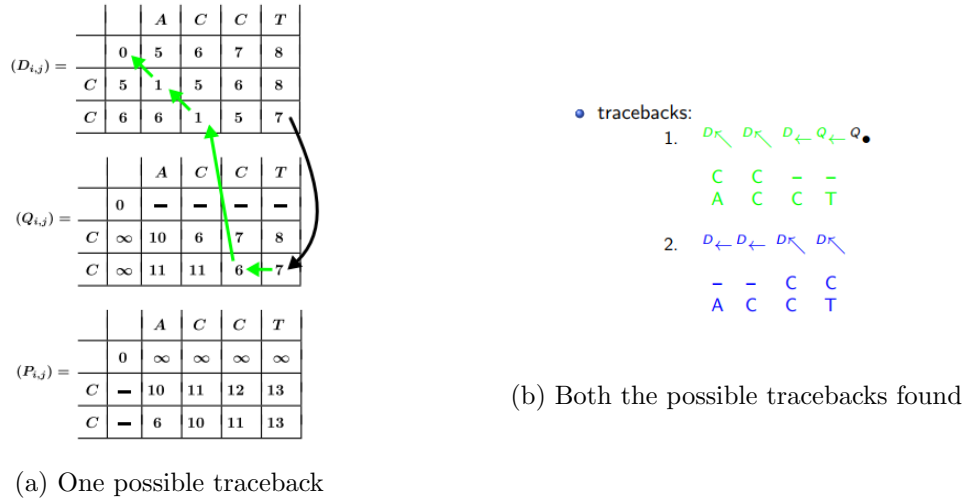 A C C T
(D_{i,j}) = 0 5 6 7 8
C 5 1 5 6 8
C 6 6 1 5 7
A C C T
(Q_{i,j}) = 0 – – – –
C ∞ 10 6 7 8
C ∞ 11 11 6 7
A C C T
(P_{i,j}) = 0 ∞ ∞ ∞ ∞
C – 10 11 12 13
C – 6 10 11 13
(a) One possible traceback
• tracebacks:
1. D↖ D↖ D← Q← Q●
C C – –
A C C T
2. D← D← D↖ D↖
– – C C
A C C T
(b) Both the possible tracebacks found